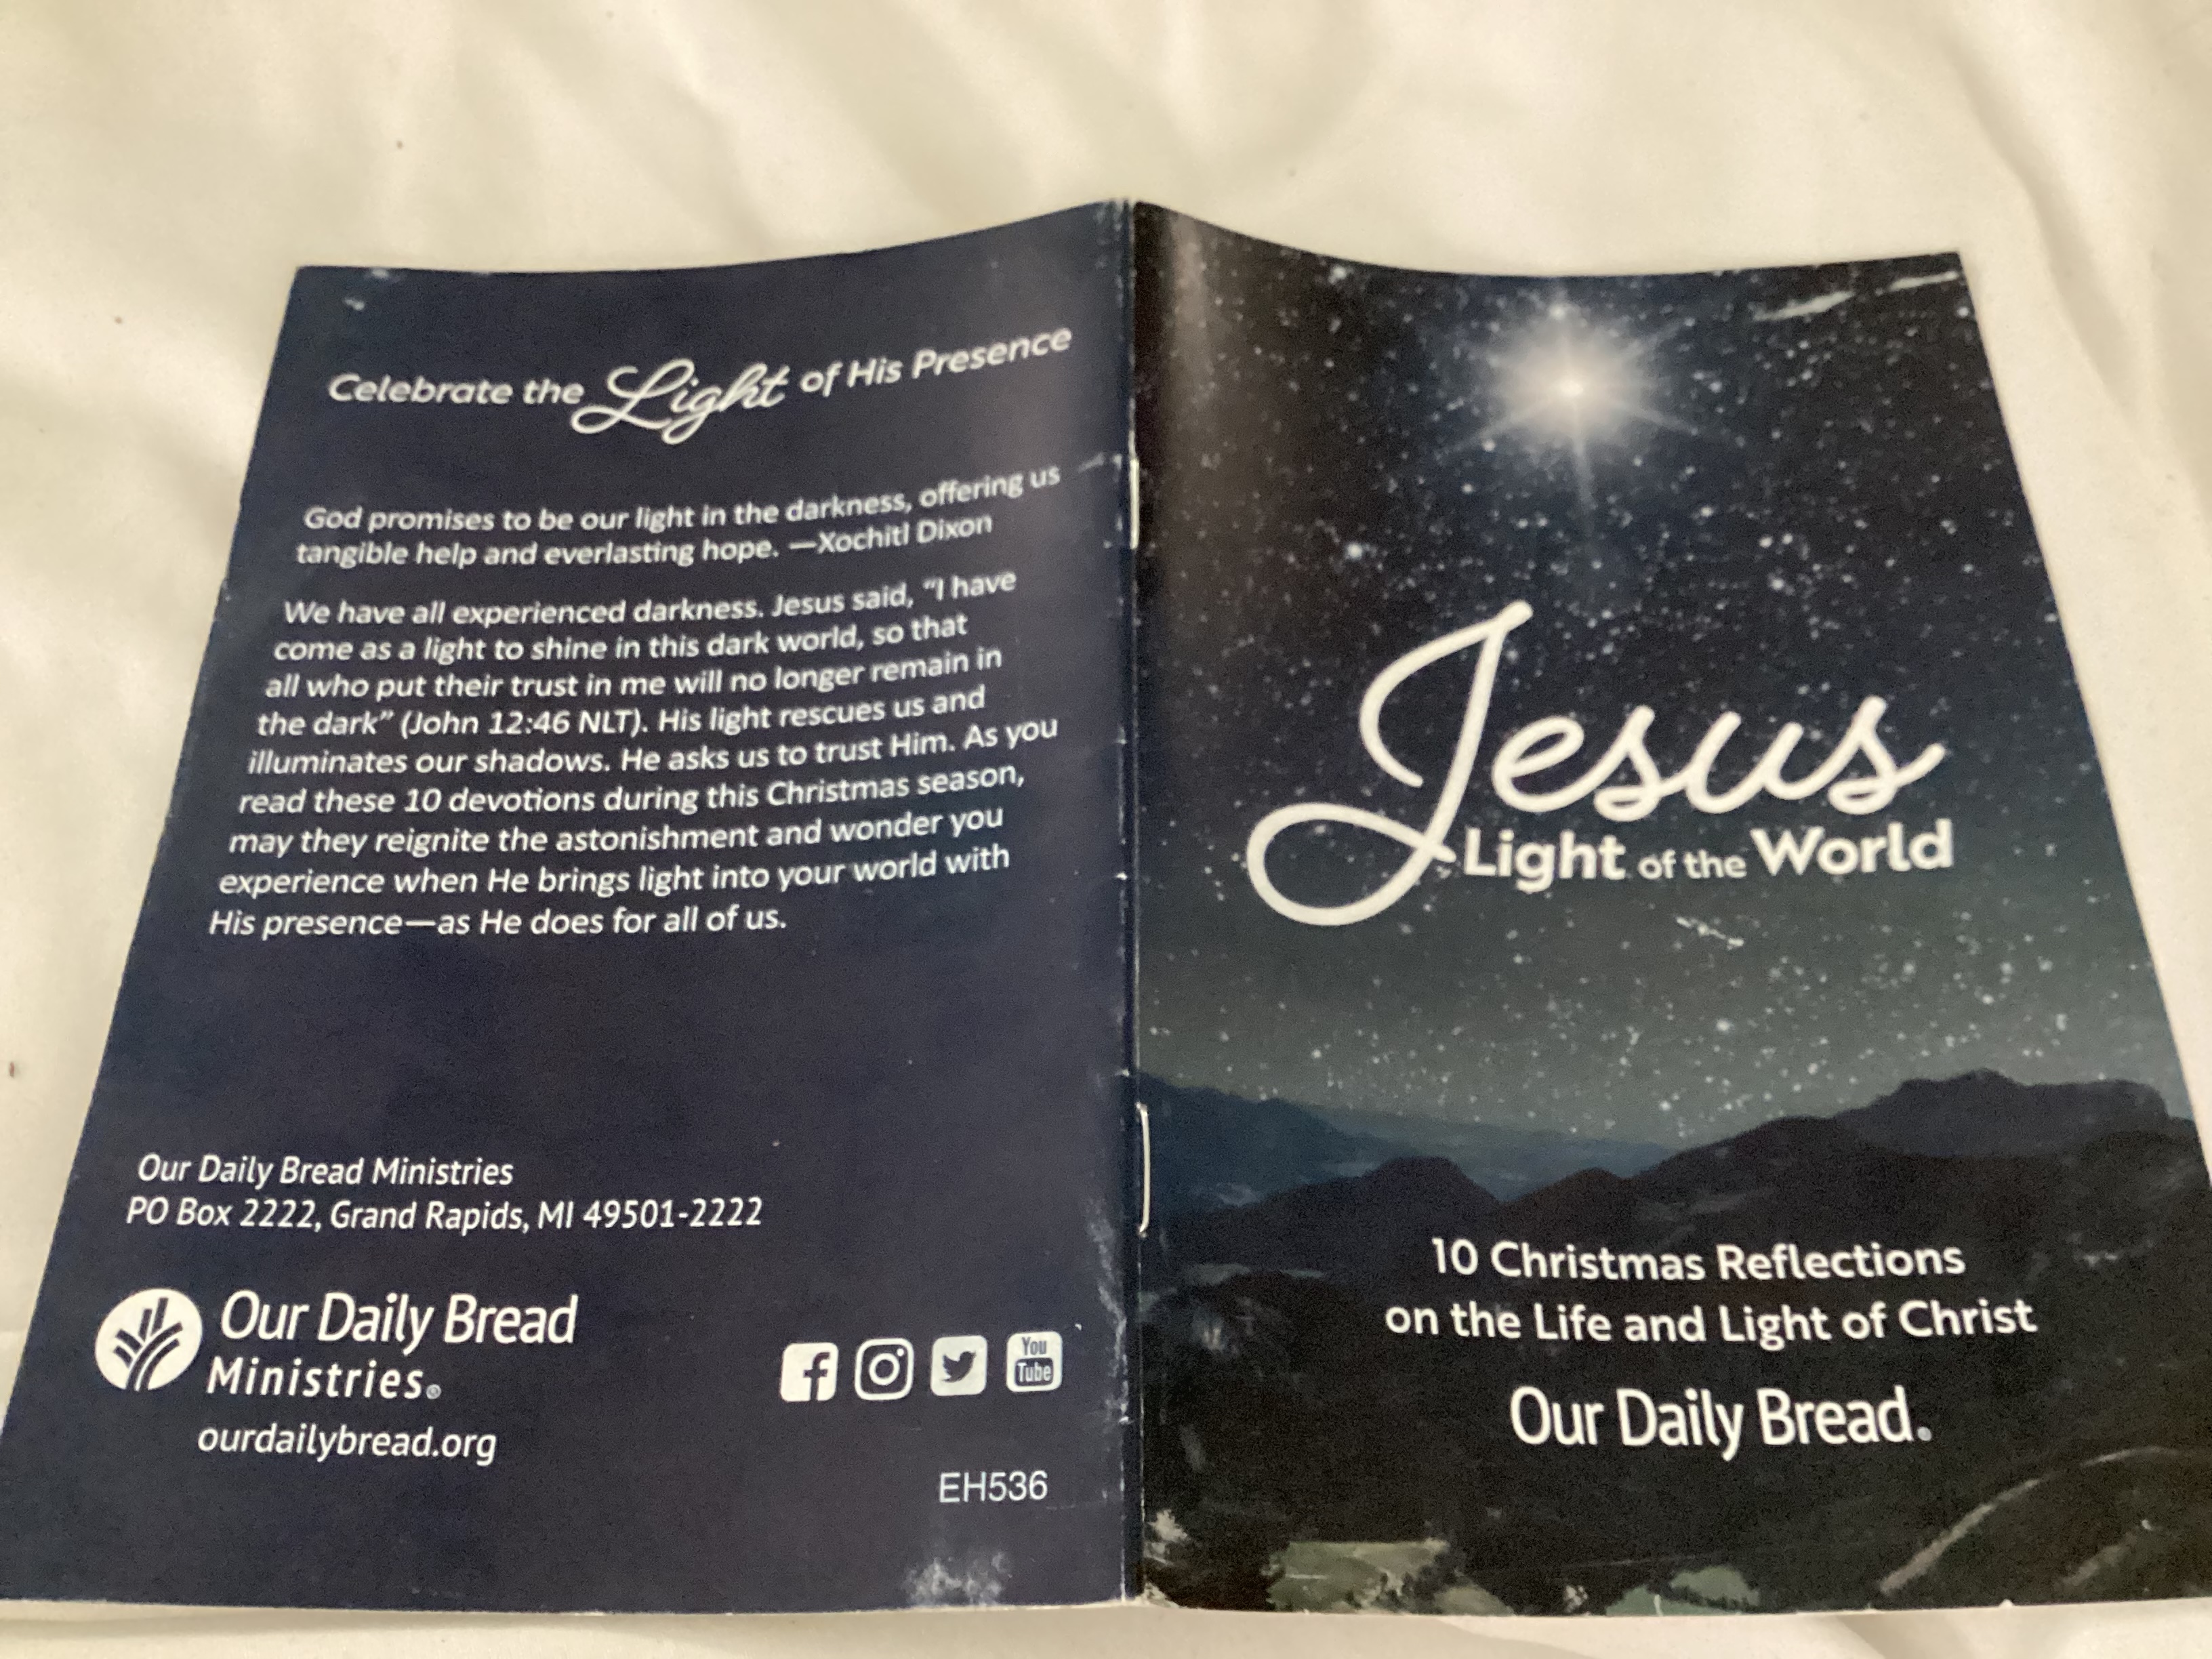 Celebrate the Light of His Presence
God promises to be our light in the darkness, offering us
tangible help and everlasting hope. —Xochitl Dixon
We have all experienced darkness. Jesus said, “I have
come as a light to shine in this dark world, so that
all who put their trust in me will no longer remain in
the dark” (John 12:46 NLT). His light rescues us and
illuminates our shadows. He asks us to trust Him. As you
read these 10 devotions during this Christmas season,
may they reignite the astonishment and wonder you
experience when He brings light into your world with
His presence—as He does for all of us.
Our Daily Bread Ministries
PO Box 2222, Grand Rapids, MI 49501-2222
Our Daily Bread
Ministries®
ourdailybread.org
You
Tube
EH536
Jesus
Light of the World
10 Christmas Reflections
on the Life and Light of Christ
Our Daily Bread®